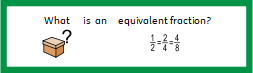 What is an equivalent fraction?
?
1/2=2/4=4/8